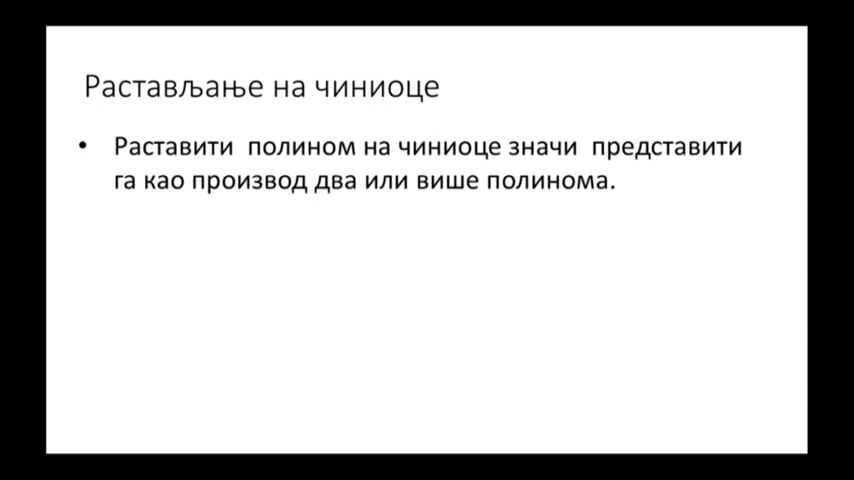 Растављање на чиниоце
• Раставити полином на чиниоце значи представити
га као производ два или више полинома.